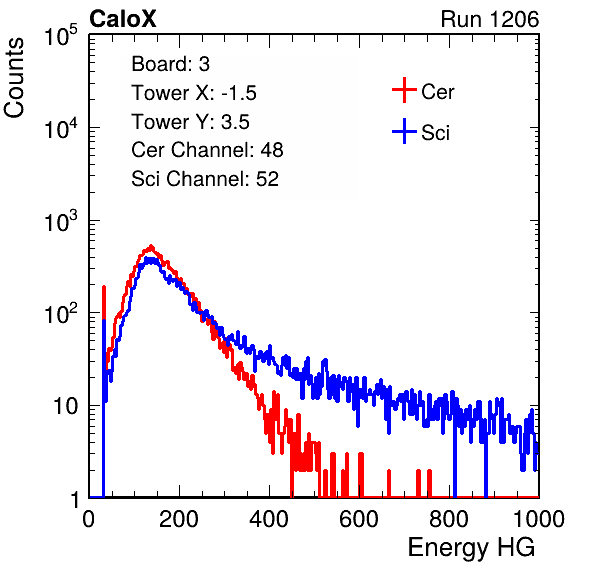 CaloX Run 1206
Counts
Board: 3
Tower X: -1.5
Tower Y: 3.5
Cer Channel: 48
Sci Channel: 52
Cer
Sci
10^5
10^4
10^3
10^2
10
1
0 200 400 600 800 1000
Energy HG